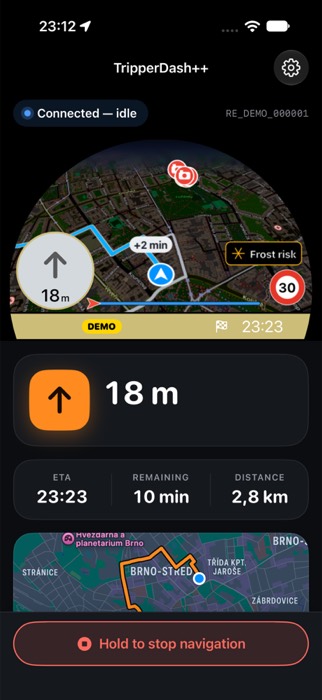 23:12
TripperDash++
Connected — idle
RE_DEMO_000001
+2 min
Frost risk
18 m
30
DEMO
23:23
18 m
ETA
REMAINING
DISTANCE
23:23
10 min
2,8 km
Hvězdárna a
planetarium Brno
BRNO-
STRÁNICE
BRNO-STŘED
TŘÍDA KPT.
JAROŠE
ZÁBRDOVICE
Hold to stop navigation